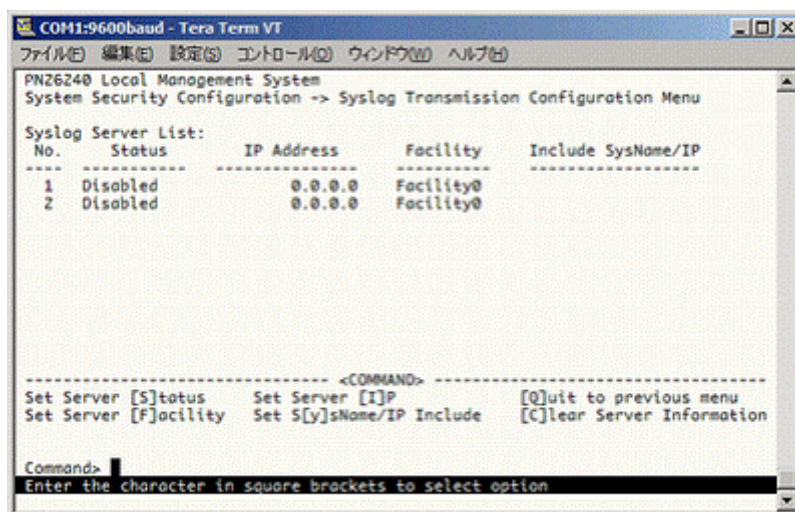 COM1:9600baud - Tera Term VT
ファイル(F) 編集(E) 設定(S) コントロール(O) ウィンドウ(W) ヘルプ(H)
PN26240 Local Management System
System Security Configuration -> Syslog Transmission Configuration Menu
Syslog Server List:
No. Status IP Address Facility Include SysName/IP
---- ----------- --------------- ---------- ------------------
1 Disabled 0.0.0.0 Facility0
2 Disabled 0.0.0.0 Facility0
-------------------------------- <COMMAND> -----------------------------------
Set Server [S]tatus Set Server [I]P [Q]uit to previous menu
Set Server [F]acility Set S[y]sName/IP Include [C]lear Server Information
Command>
Enter the character in square brackets to select option